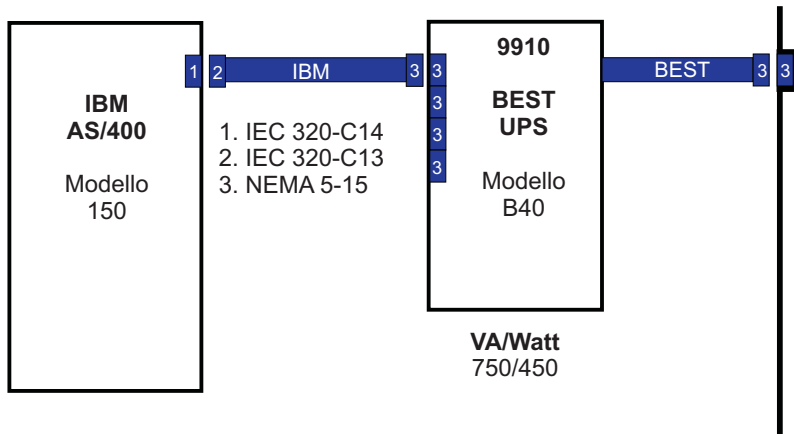 IBM
AS/400
Modello
150
1 2 IBM 3 3
3
3
3
1. IEC 320-C14
2. IEC 320-C13
3. NEMA 5-15
9910
BEST
UPS
Modello
B40
BEST 3 3
VA/Watt
750/450